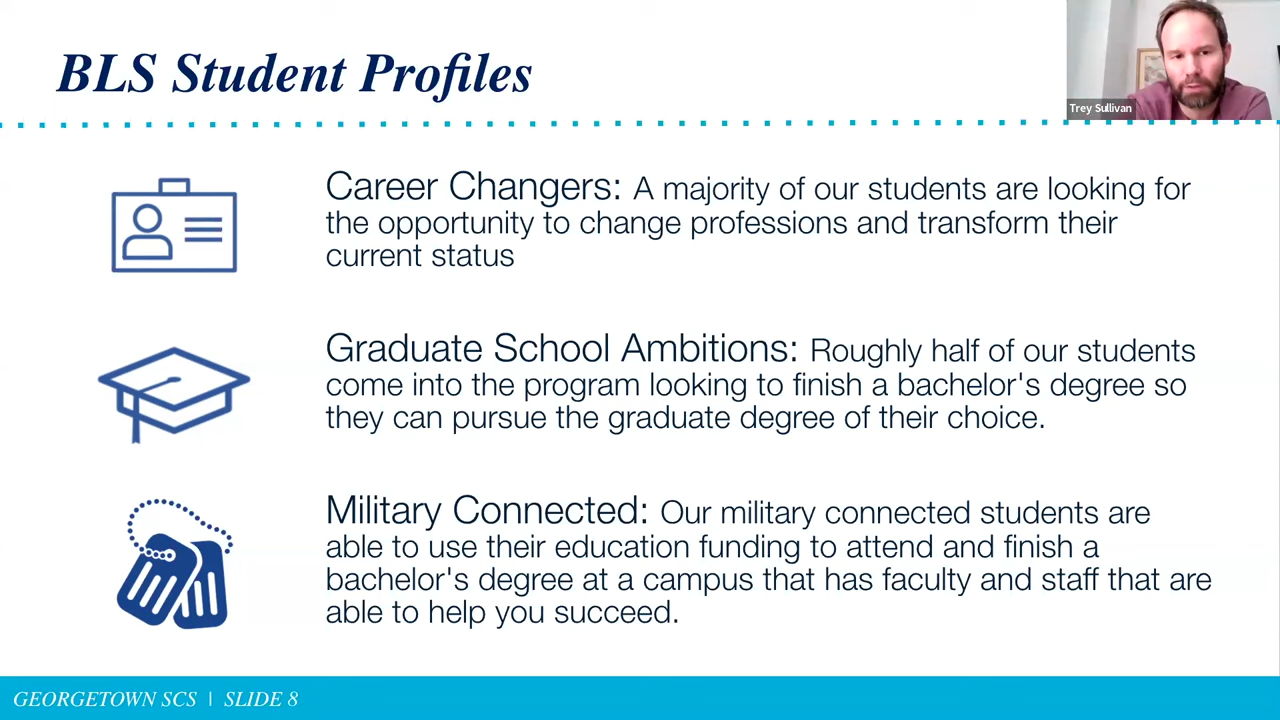 BLS Student Profiles
Trey Sullivan
Career Changers: A majority of our students are looking for
the opportunity to change professions and transform their
current status
Graduate School Ambitions: Roughly half of our students
come into the program looking to finish a bachelor's degree so
they can pursue the graduate degree of their choice.
Military Connected: Our military connected students are
able to use their education funding to attend and finish a
bachelor's degree at a campus that has faculty and staff that are
able to help you succeed.
GEORGETOWN SCS | SLIDE 8